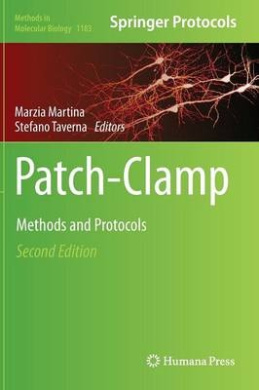 Methods in
Molecular Biology 1183
Springer Protocols
Marzia Martina
Stefano Taverna Editors
Patch-Clamp
Methods and Protocols
Second Edition
Humana Press